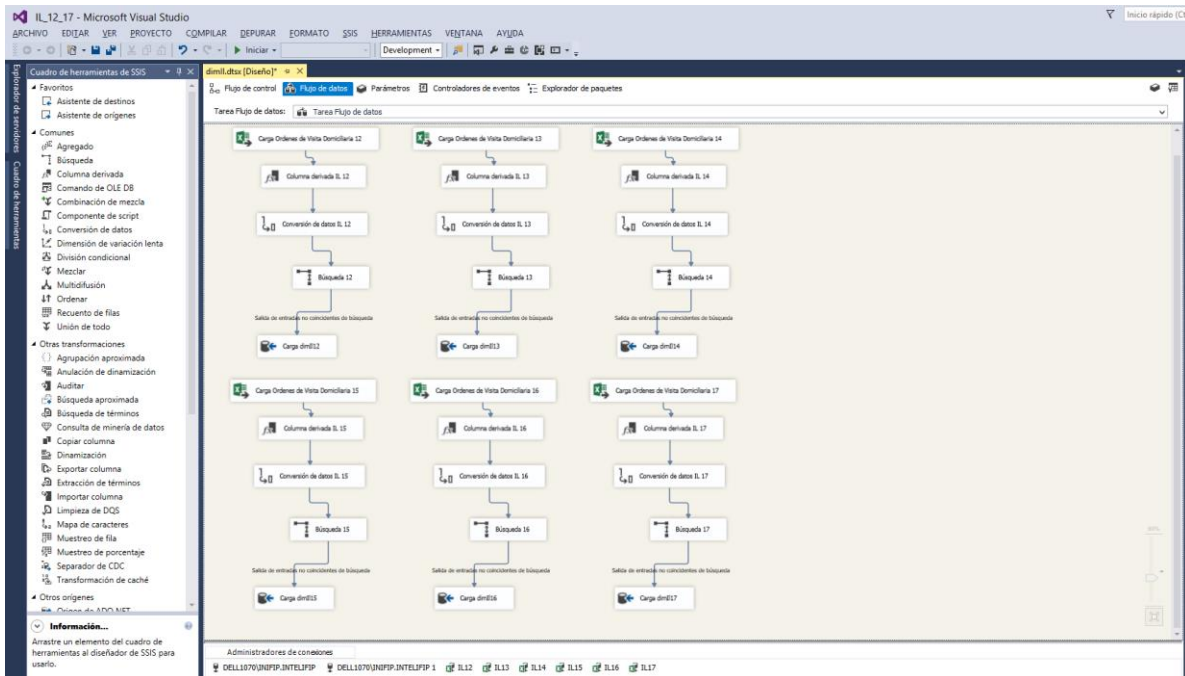 IL_12_17 - Microsoft Visual Studio
Inicio rápido (Ct
ARCHIVO EDITAR VER PROYECTO COMPILAR DEPURAR FORMATO SSIS HERRAMIENTAS VENTANA AYUDA
Iniciar
Development
Explorador de servidores
Cuadro de herramientas
Cuadro de herramientas de SSIS
Favoritos
Asistente de destinos
Asistente de orígenes
Comunes
Agregado
Búsqueda
Columna derivada
Comando de OLE DB
Combinación de mezcla
Componente de script
Conversión de datos
Dimensión de variación lenta
División condicional
Mezclar
Multidifusión
Ordenar
Recuento de filas
Unión de todo
Otras transformaciones
Agrupación aproximada
Anulación de dinamización
Auditar
Búsqueda aproximada
Búsqueda de términos
Consulta de minería de datos
Copiar columna
Dinamización
Exportar columna
Extracción de términos
Importar columna
Limpieza de DQS
Mapa de caracteres
Muestreo de fila
Muestreo de porcentaje
Separador de CDC
Transformación de caché
Otros orígenes
Origen de ADO NET
Información...
Arrastre un elemento del cuadro de
herramientas al diseñador de SSIS para
usarlo.
dimIL.dtsx [Diseño]*
Flujo de control Flujo de datos Parámetros Controladores de eventos Explorador de paquetes
Tarea Flujo de datos: Tarea Flujo de datos
Carga Ordenes de Visita Domiciliaria 12 Carga Ordenes de Visita Domiciliaria 13 Carga Ordenes de Visita Domiciliaria 14
Columna derivada IL 12 Columna derivada IL 13 Columna derivada IL 14
Conversión de datos IL 12 Conversión de datos IL 13 Conversión de datos IL 14
Búsqueda 12 Búsqueda 13 Búsqueda 14
Salida de entradas no coincidentes de búsqueda Salida de entradas no coincidentes de búsqueda Salida de entradas no coincidentes de búsqueda
Carga dimIl12 Carga dimIl13 Carga dimIl14
Carga Ordenes de Visita Domiciliaria 15 Carga Ordenes de Visita Domiciliaria 16 Carga Ordenes de Visita Domiciliaria 17
Columna derivada IL 15 Columna derivada IL 16 Columna derivada IL 17
Conversión de datos IL 15 Conversión de datos IL 16 Conversión de datos IL 17
Búsqueda 15 Búsqueda 16 Búsqueda 17
Salida de entradas no coincidentes de búsqueda Salida de entradas no coincidentes de búsqueda Salida de entradas no coincidentes de búsqueda
Carga dimIl15 Carga dimIl16 Carga dimIl17
Administradores de conexiones
DELL1070\INIFIP.INTELIFIP DELL1070\INIFIP.INTELIFIP 1 IL12 IL13 IL14 IL15 IL16 IL17